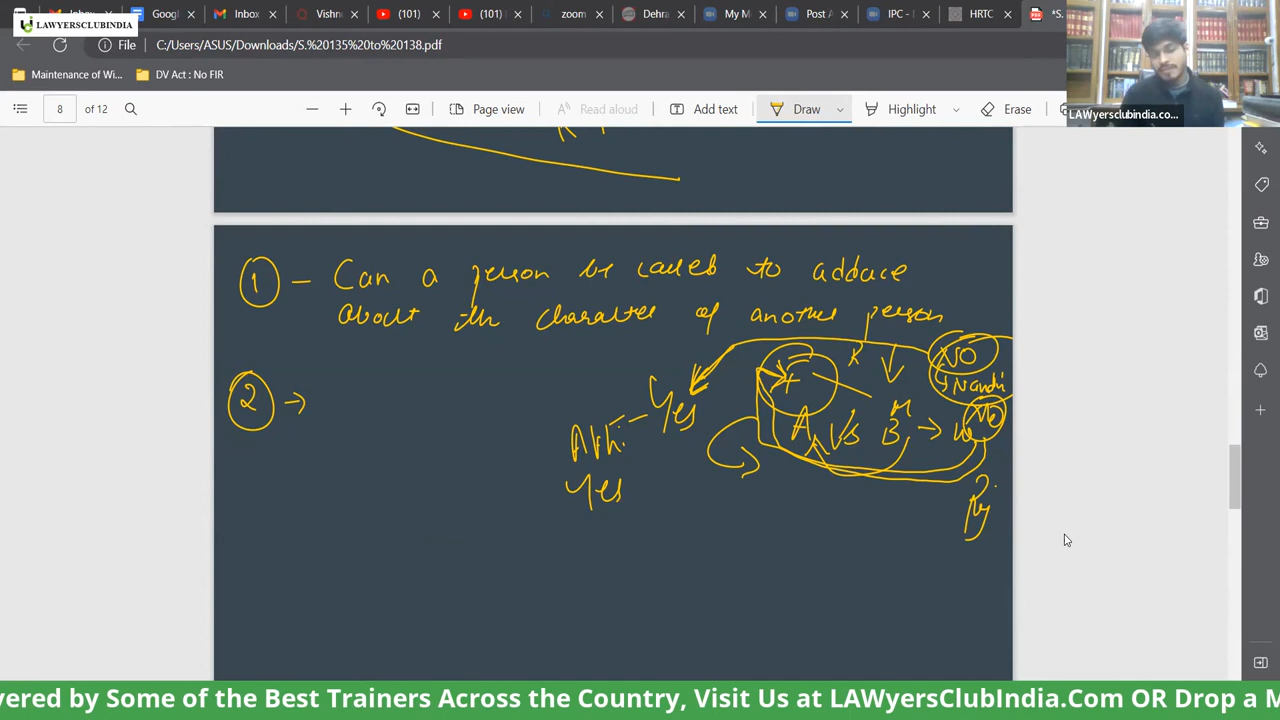 Inbox
Googl
Inbox
Vishn
(101)
(101)
econom
Dehra
My M
Post A
IPC -
HRTC
*S.
LAWYERSCLUBINDIA
File C:/Users/ASUS/Downloads/S.%20135%20to%20138.pdf
Maintenance of Wi...
DV Act : No FIR
8 of 12
Page view
Read aloud
Add text
Draw
Highlight
Erase
LAWyersclubindia.co...
1 - Can a person be called to adduce
about the character of another person
NO
Yes
A Vs B → W
Yes
2 →
vered by Some of the Best Trainers Across the Country, Visit Us at LAWyersClubIndia.Com OR Drop a M